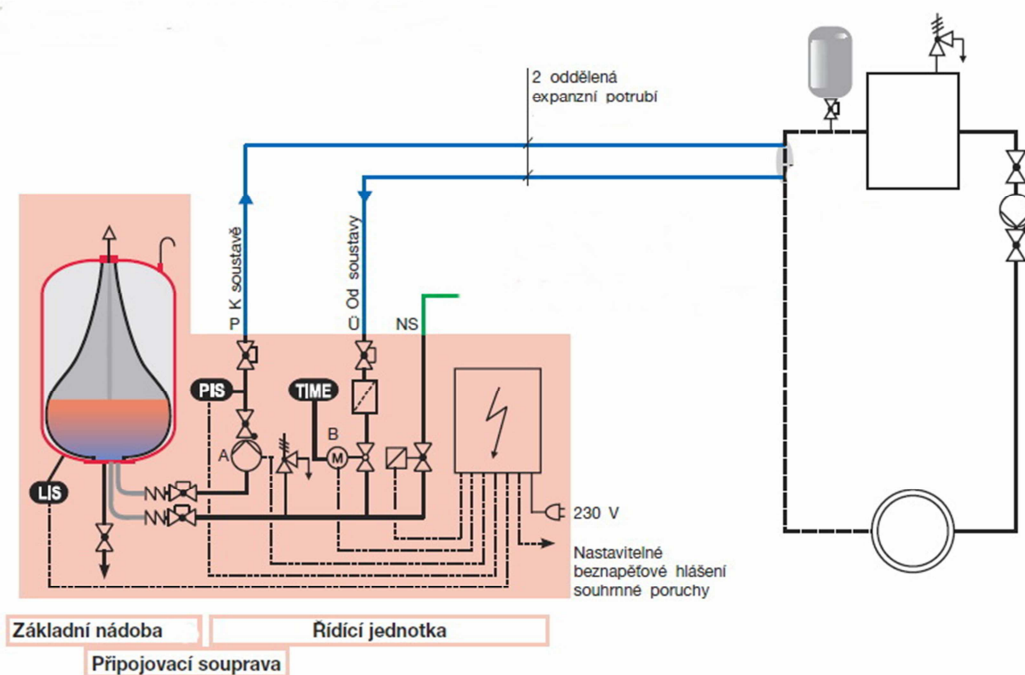 2 oddělená
expanzní potrubí
P K soustavě
Ü Od soustavy
NS
PIS
TIME
B
A
M
LIS
230 V
Nastavitelné
beznapěťové hlášení
souhrnné poruchy
Základní nádoba
Řídící jednotka
Připojovací souprava